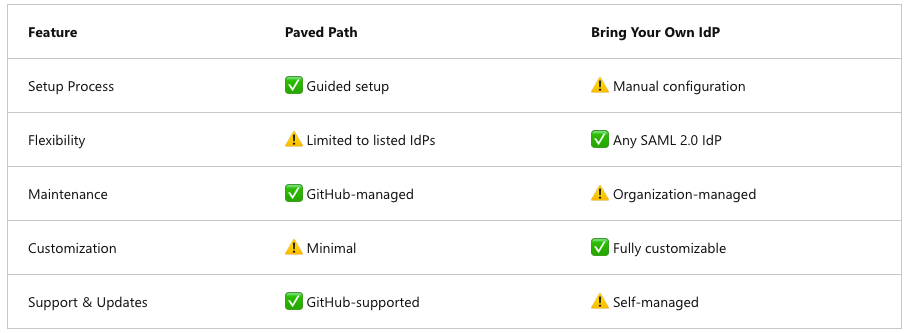 Feature Paved Path Bring Your Own IdP
Setup Process ✅ Guided setup ⚠️ Manual configuration
Flexibility ⚠️ Limited to listed IdPs ✅ Any SAML 2.0 IdP
Maintenance ✅ GitHub-managed ⚠️ Organization-managed
Customization ⚠️ Minimal ✅ Fully customizable
Support & Updates ✅ GitHub-supported ⚠️ Self-managed